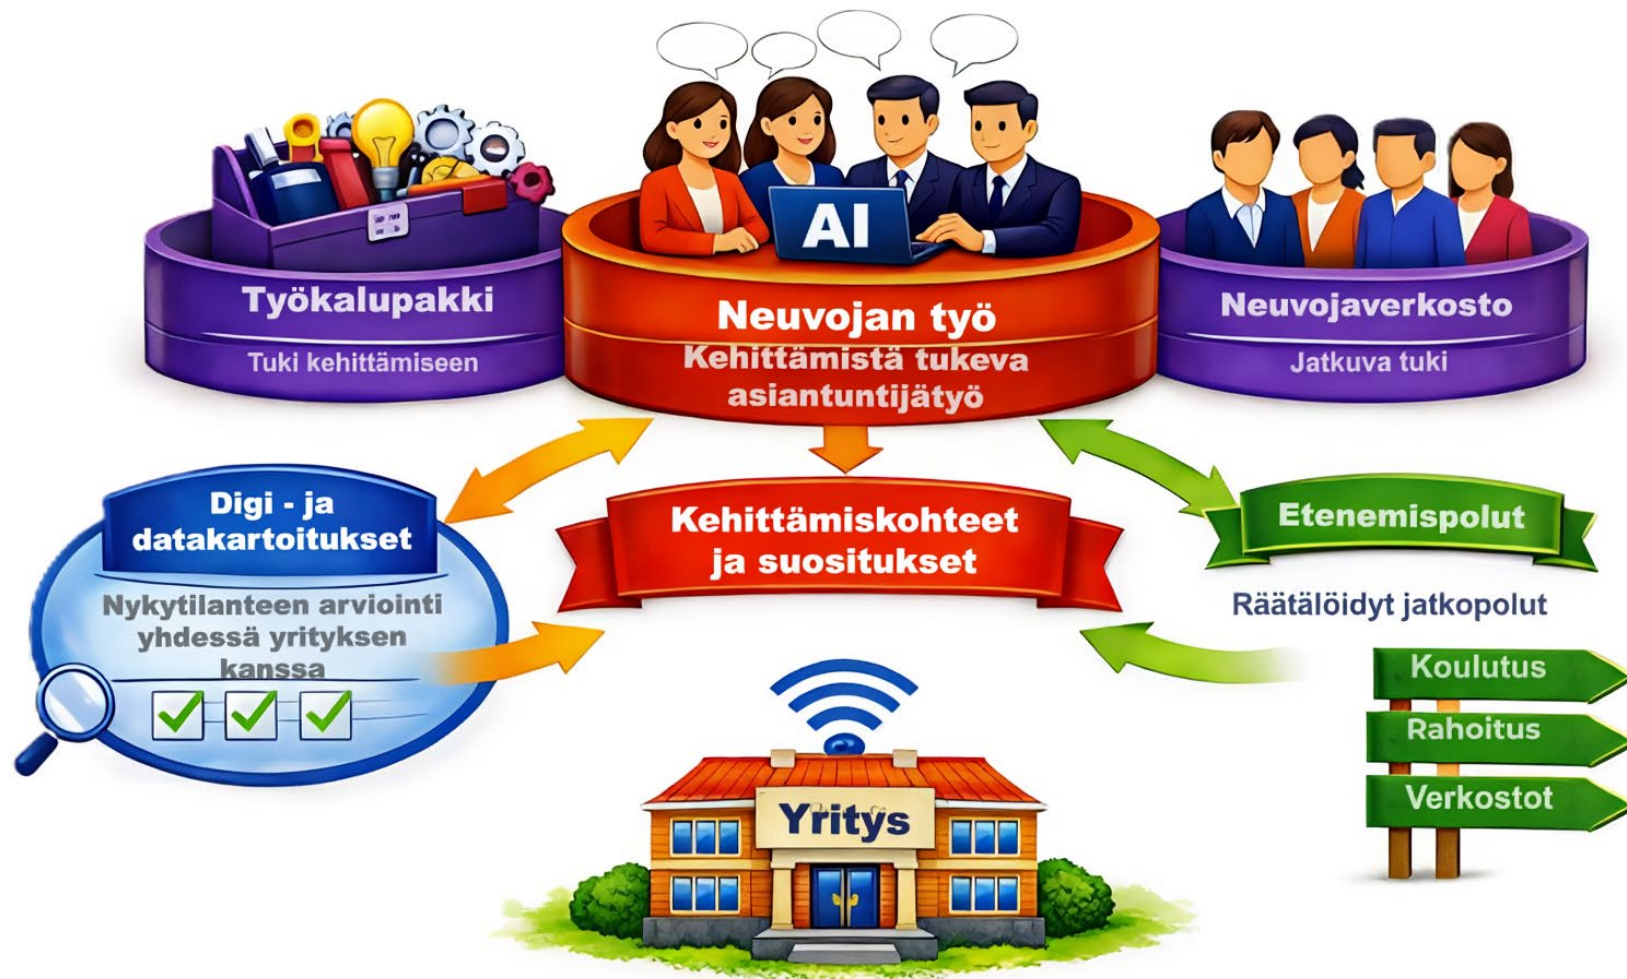 AI
Työkalupakki
Tuki kehittämiseen
Neuvojan työ
Kehittämistä tukeva
asiantuntijätyö
Neuvojaverkosto
Jatkuva tuki
Digi - ja
datakartoitukset
Nykytilanteen arviointi
yhdessä yrityksen
kanssa
Kehittämiskohteet
ja suositukset
Etenemispolut
Räätälöidyt jatkopolut
Koulutus
Rahoitus
Verkostot
Yritys